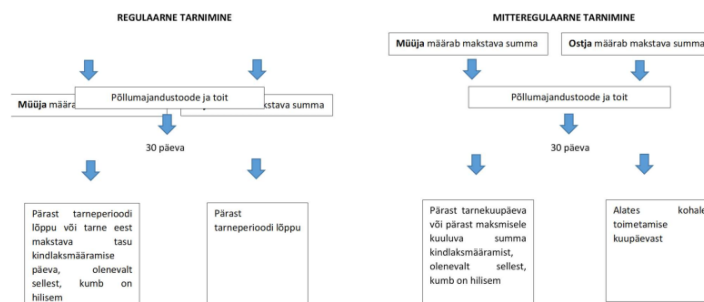 REGULAARNE TARNIMINE
Põllumajandustoode ja toit
Müüja määra
kstava summa
30 päeva
Pärast tarneperioodi
lõppu või tarne eest
makstava tasu
kindlaksmääramise
päeva, olenevalt
sellest, kumb on
hilisem
Pärast
tarneperioodi lõppu
MITTEREGULAARNE TARNIMINE
Müüja määrab makstava summa
Ostja määrab makstava summa
Põllumajandustoode ja toit
30 päeva
Pärast tarnekuupäeva
või pärast maksmisele
kuuluva summa
kindlaksmääramist,
olenevalt sellest,
kumb on hilisem
Alates kohale
toimetamise
kuupäevast